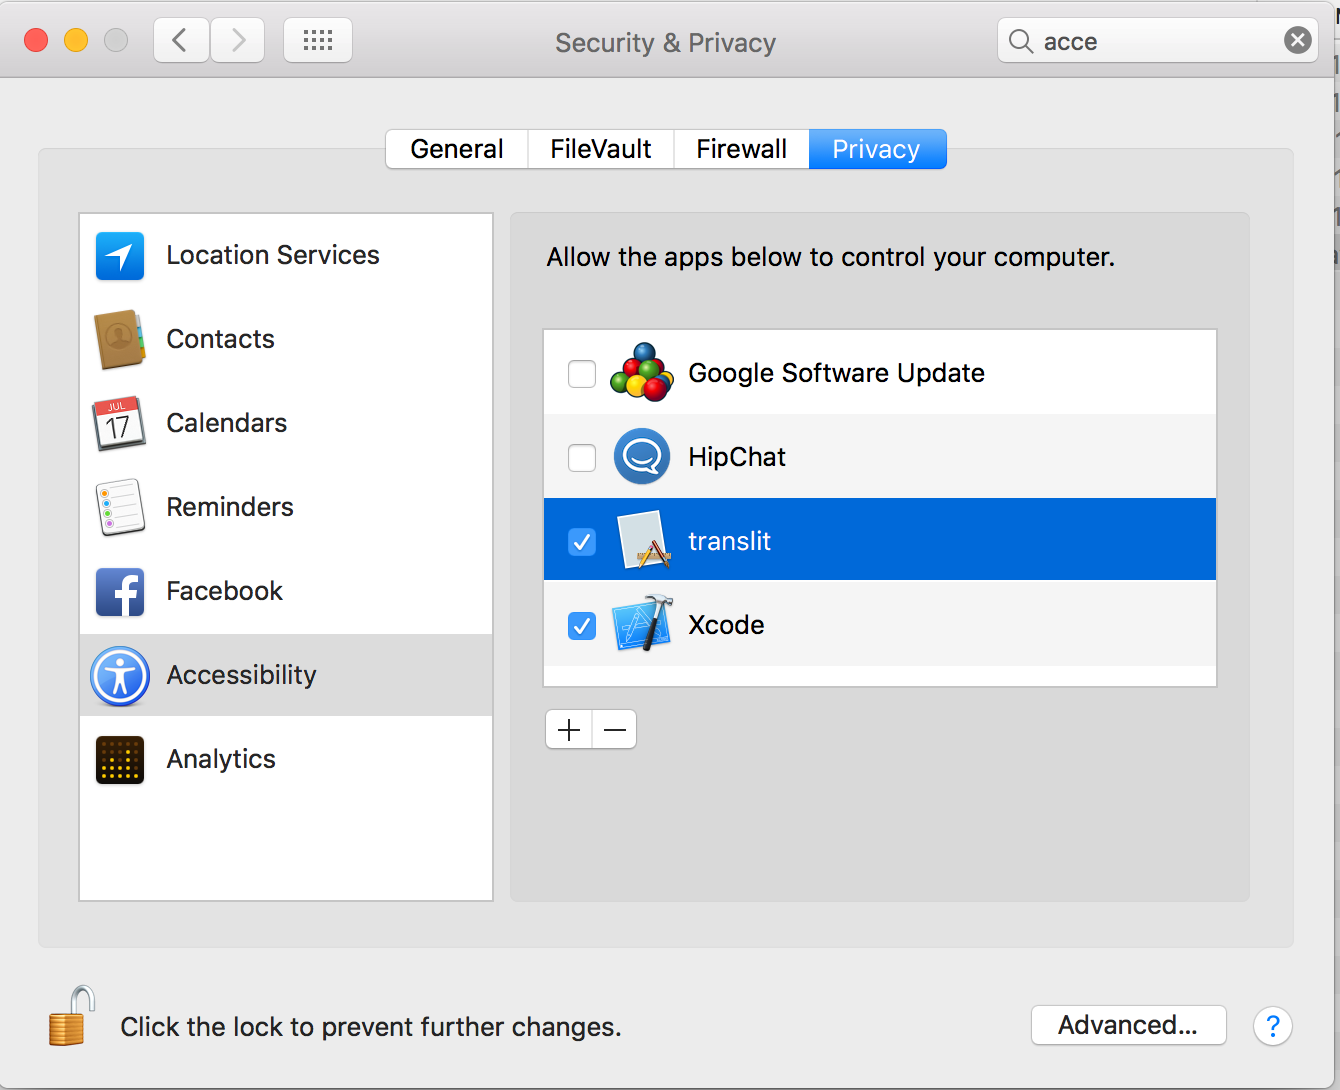 Security & Privacy
acce
General
FileVault
Firewall
Privacy
Location Services
Contacts
JUL
17
Calendars
Reminders
Facebook
Accessibility
Analytics
Allow the apps below to control your computer.
Google Software Update
HipChat
translit
Xcode
Click the lock to prevent further changes.
Advanced...
?